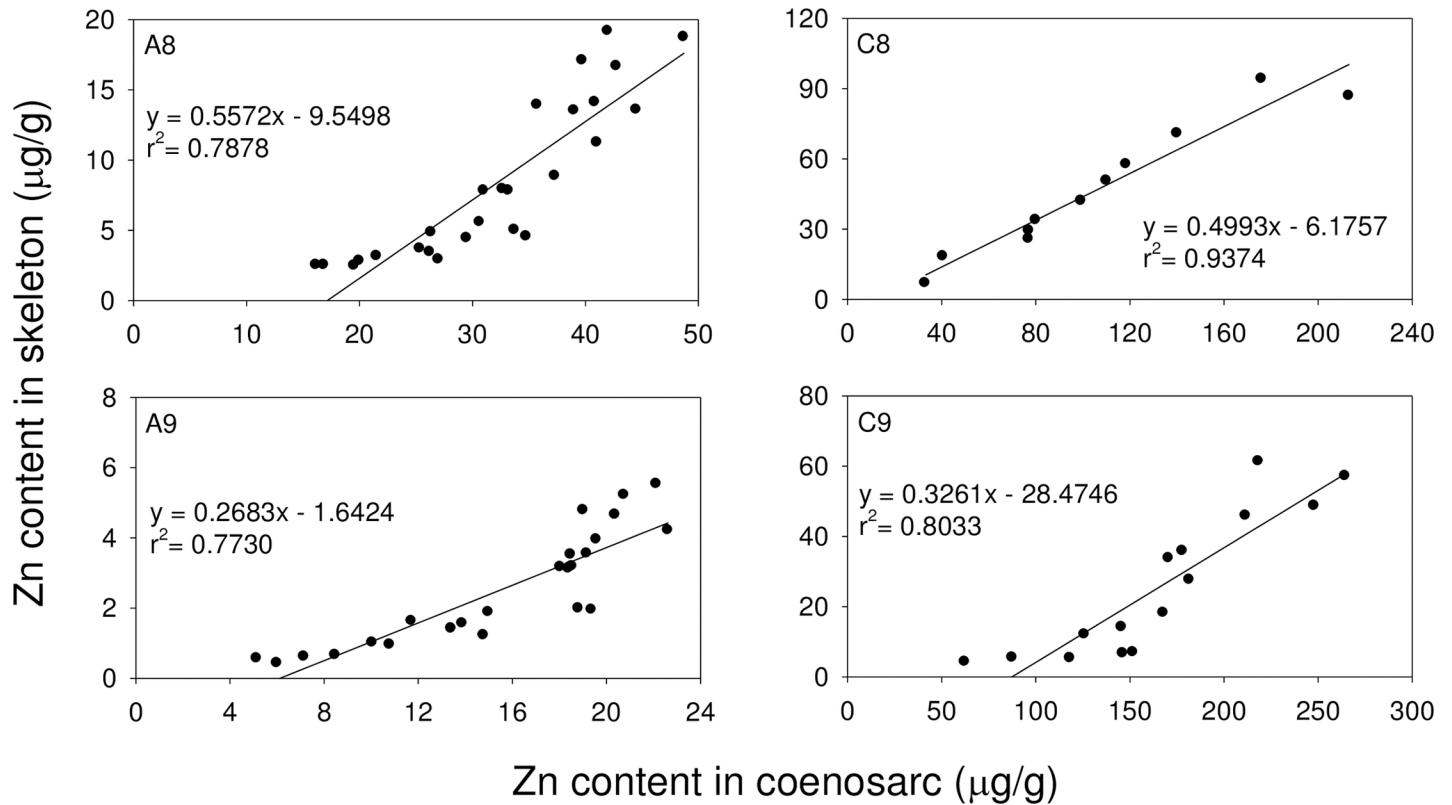 Zn content in skeleton (μg/g)
A8
y = 0.5572x - 9.5498
r2= 0.7878
20
15
10
5
0
0 10 20 30 40 50
C8
y = 0.4993x - 6.1757
r2= 0.9374
120
90
60
30
0
0 40 80 120 160 200 240
A9
y = 0.2683x - 1.6424
r2= 0.7730
8
6
4
2
0
0 4 8 12 16 20 24
C9
y = 0.3261x - 28.4746
r2= 0.8033
80
60
40
20
0
0 50 100 150 200 250 300
Zn content in coenosarc (μg/g)